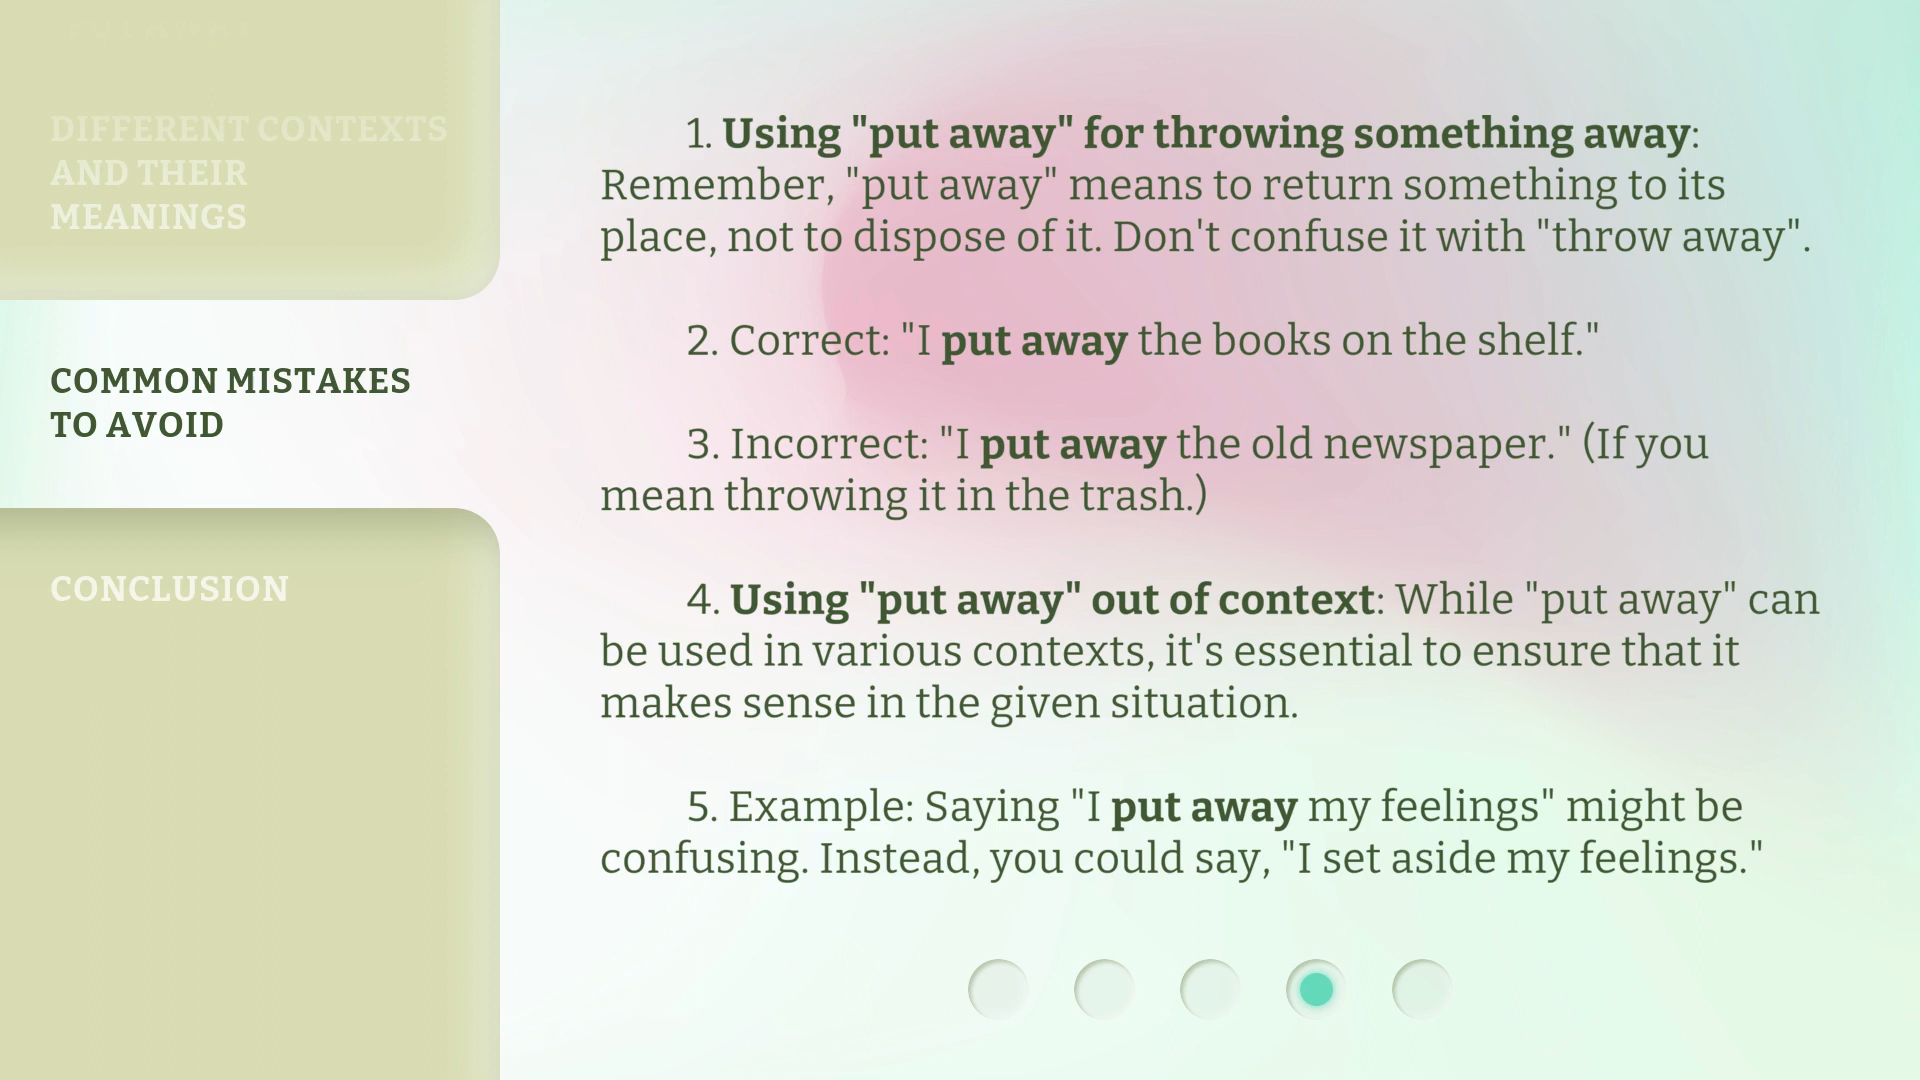 DIFFERENT CONTEXTS
AND THEIR
MEANINGS
COMMON MISTAKES
TO AVOID
CONCLUSION
1. Using "put away" for throwing something away:
Remember, "put away" means to return something to its
place, not to dispose of it. Don't confuse it with "throw away".
2. Correct: "I put away the books on the shelf."
3. Incorrect: "I put away the old newspaper." (If you
mean throwing it in the trash.)
4. Using "put away" out of context: While "put away" can
be used in various contexts, it's essential to ensure that it
makes sense in the given situation.
5. Example: Saying "I put away my feelings" might be
confusing. Instead, you could say, "I set aside my feelings."